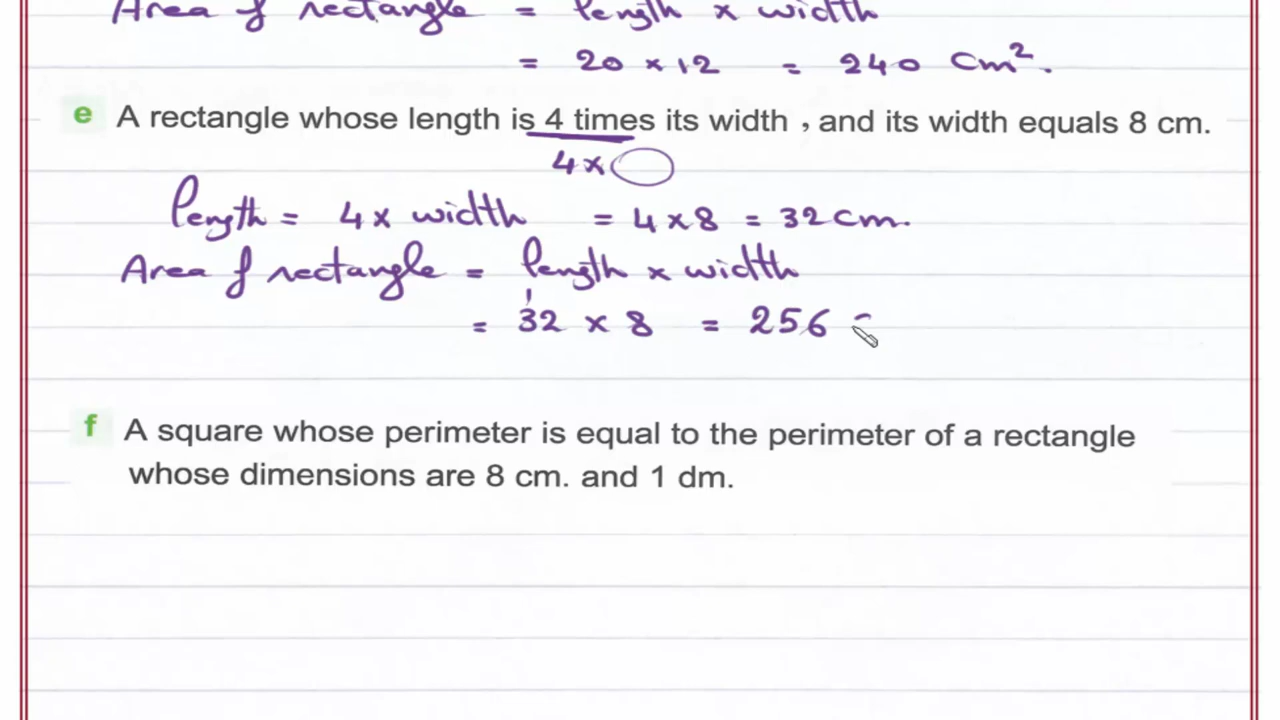 Area of rectangle = length x width
= 20 x 12 = 240 cm².
e A rectangle whose length is 4 times its width , and its width equals 8 cm.
4 x
length = 4 x width = 4 x 8 = 32 cm.
Area of rectangle = length x width
= 32 x 8 = 256
f A square whose perimeter is equal to the perimeter of a rectangle
whose dimensions are 8 cm. and 1 dm.